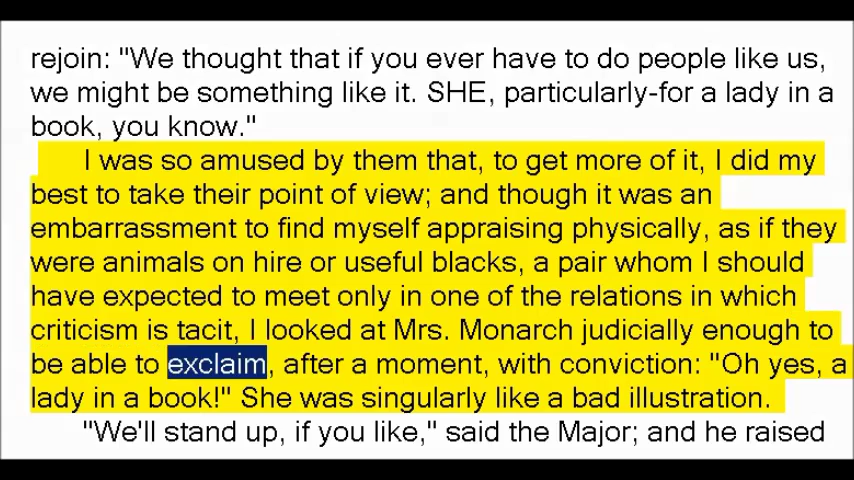 rejoin: "We thought that if you ever have to do people like us,
we might be something like it. SHE, particularly-for a lady in a
book, you know."
I was so amused by them that, to get more of it, I did my
best to take their point of view; and though it was an
embarrassment to find myself appraising physically, as if they
were animals on hire or useful blacks, a pair whom I should
have expected to meet only in one of the relations in which
criticism is tacit, I looked at Mrs. Monarch judicially enough to
be able to exclaim, after a moment, with conviction: "Oh yes, a
lady in a book!" She was singularly like a bad illustration.
"We'll stand up, if you like," said the Major; and he raised